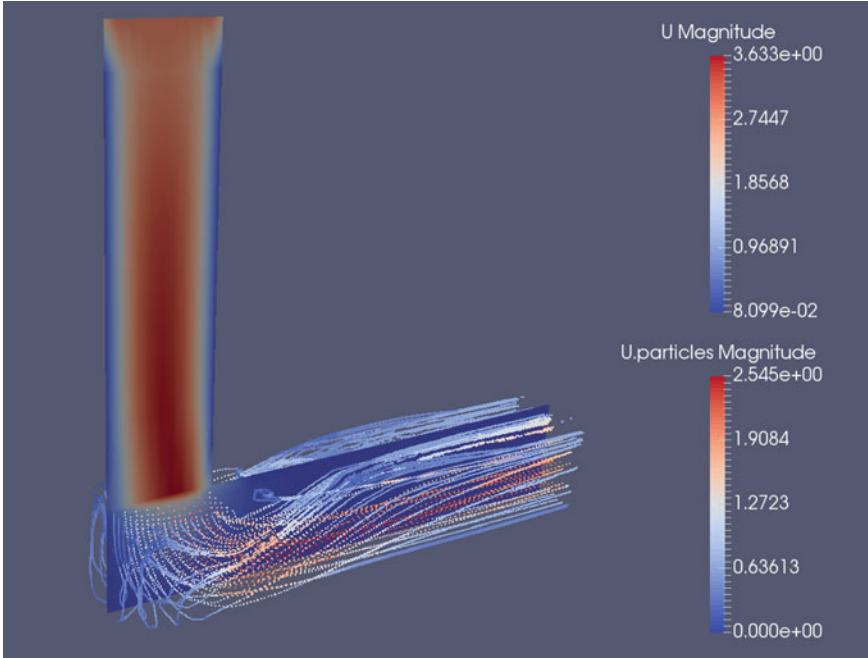 U Magnitude
3.633e+00
2.7447
1.8568
0.96891
8.099e-02
U.particles Magnitude
2.545e+00
1.9084
1.2723
0.63613
0.000e+00